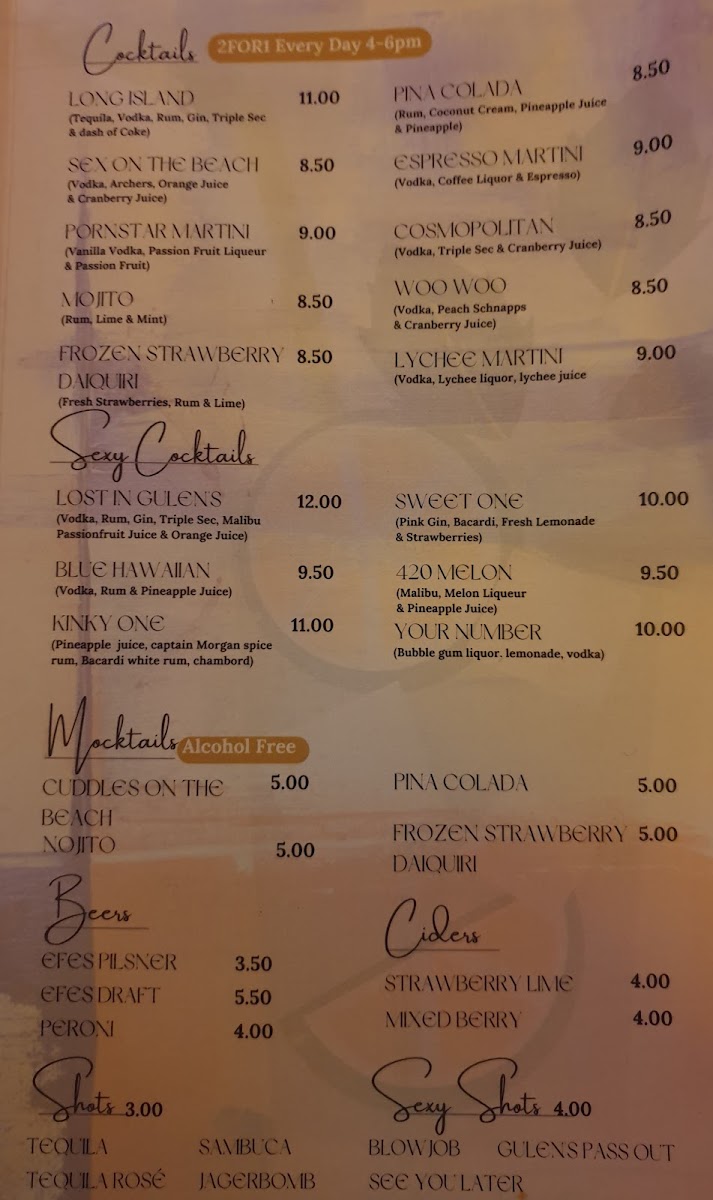 Cocktails 2FOR1 Every Day 4-6pm
LONG ISLAND 11.00
(Tequila, Vodka, Rum, Gin, Triple Sec
& dash of Coke)
SEX ON THE BEACH 8.50
(Vodka, Archers, Orange Juice
& Cranberry Juice)
PORNSTAR MARTINI 9.00
(Vanilla Vodka, Passion Fruit Liqueur
& Passion Fruit)
MOJITO 8.50
(Rum, Lime & Mint)
FROZEN STRAWBERRY 8.50
DAIQUIRI
(Fresh Strawberries, Rum & Lime)
PINA COLADA 8.50
(Rum, Coconut Cream, Pineapple Juice
& Pineapple)
ESPRESSO MARTINI 9.00
(Vodka, Coffee Liquor & Espresso)
COSMOPOLITAN 8.50
(Vodka, Triple Sec & Cranberry Juice)
WOO WOO 8.50
(Vodka, Peach Schnapps
& Cranberry Juice)
LYCHEE MARTINI 9.00
(Vodka, Lychee liquor, lychee juice
Sexy Cocktails
LOST IN GULEN'S 12.00
(Vodka, Rum, Gin, Triple Sec, Malibu
Passionfruit Juice & Orange Juice)
BLUE HAWAIIAN 9.50
(Vodka, Rum & Pineapple Juice)
KINKY ONE 11.00
(Pineapple juice, captain Morgan spice
rum, Bacardi white rum, chambord)
SWEET ONE 10.00
(Pink Gin, Bacardi, Fresh Lemonade
& Strawberries)
420 MELON 9.50
(Malibu, Melon Liqueur
& Pineapple Juice)
YOUR NUMBER 10.00
(Bubble gum liquor. lemonade, vodka)
Mocktails Alcohol Free
CUDDLES ON THE 5.00
BEACH
NOJITO 5.00
PINA COLADA 5.00
FROZEN STRAWBERRY 5.00
DAIQUIRI
Beers
EFES PILSNER 3.50
EFES DRAFT 5.50
PERONI 4.00
Ciders
STRAWBERRY LIME 4.00
MIXED BERRY 4.00
Shots 3.00
TEQUILA SAMBUCA
TEQUILA ROSÉ JAGERBOMB
Sexy Shots 4.00
BLOWJOB GULENS PASS OUT
SEE YOU LATER